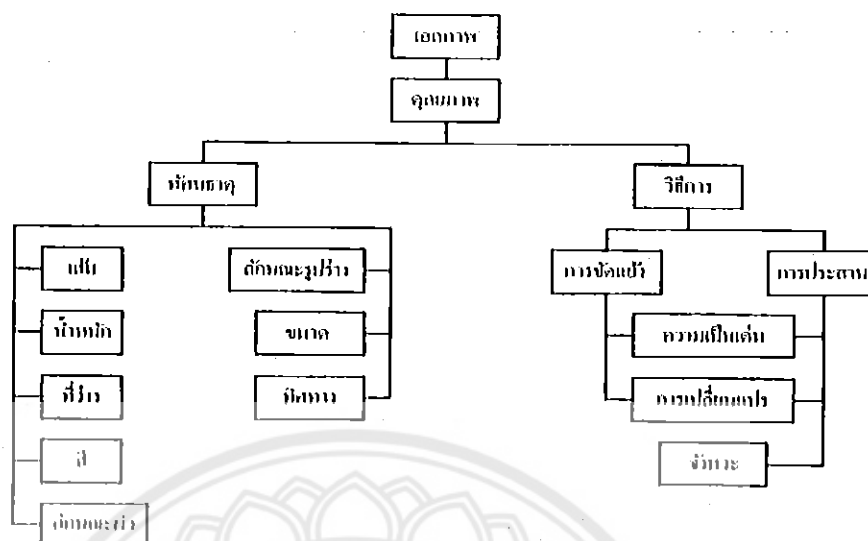 เอกภาพ
ดุลยภาพ
ทัศนธาตุ
วิธีการ
เส้น
ลักษณะรูปร่าง
การขัดแย้ง
การประสาน
น้ำหนัก
ขนาด
ความเป็นเด่น
ที่ว่าง
ทิศทาง
การเปลี่ยนแปร
สี
จังหวะ
ลักษณะผิว